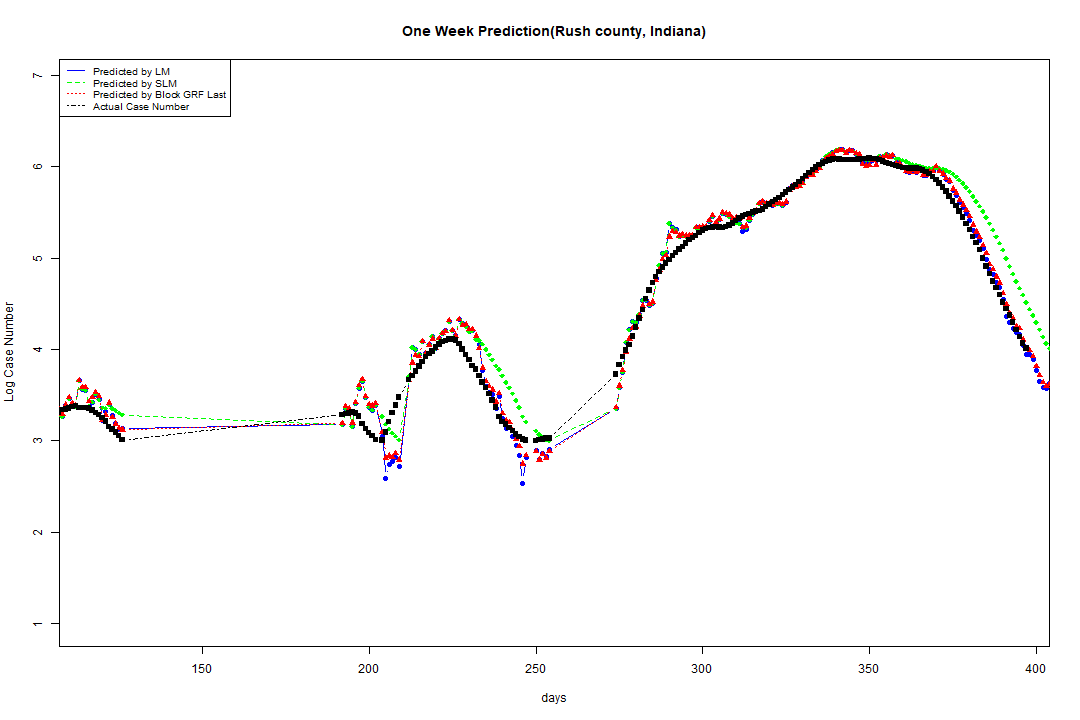 One Week Prediction(Rush county, Indiana)
Predicted by LM
Predicted by SLM
Predicted by Block GRF Last
Actual Case Number
7
6
5
4
3
2
1
Log Case Number
150 200 250 300 350 400
days